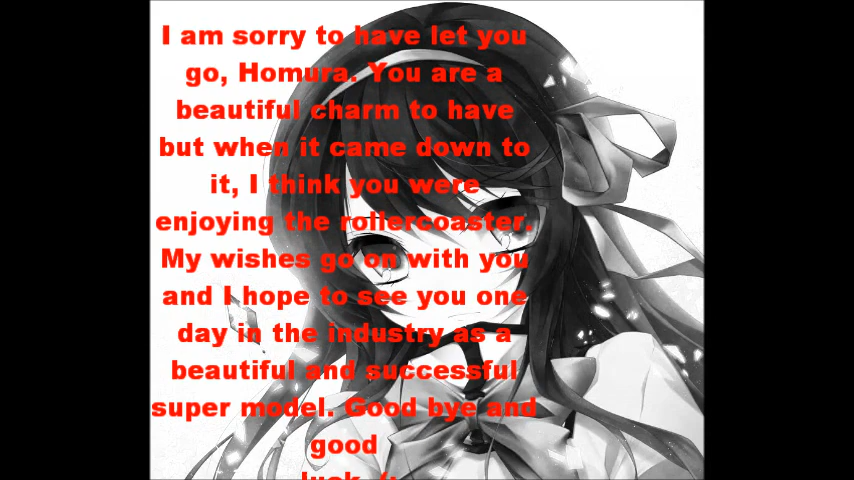 I am sorry to have let you
go, Homura. You are a
beautiful charm to have
but when it came down to
it, I think you were
enjoying the rollercoaster.
My wishes go on with you
and I hope to see you one
day in the industry as a
beautiful and successful
super model. Good bye and
good
luck. (: